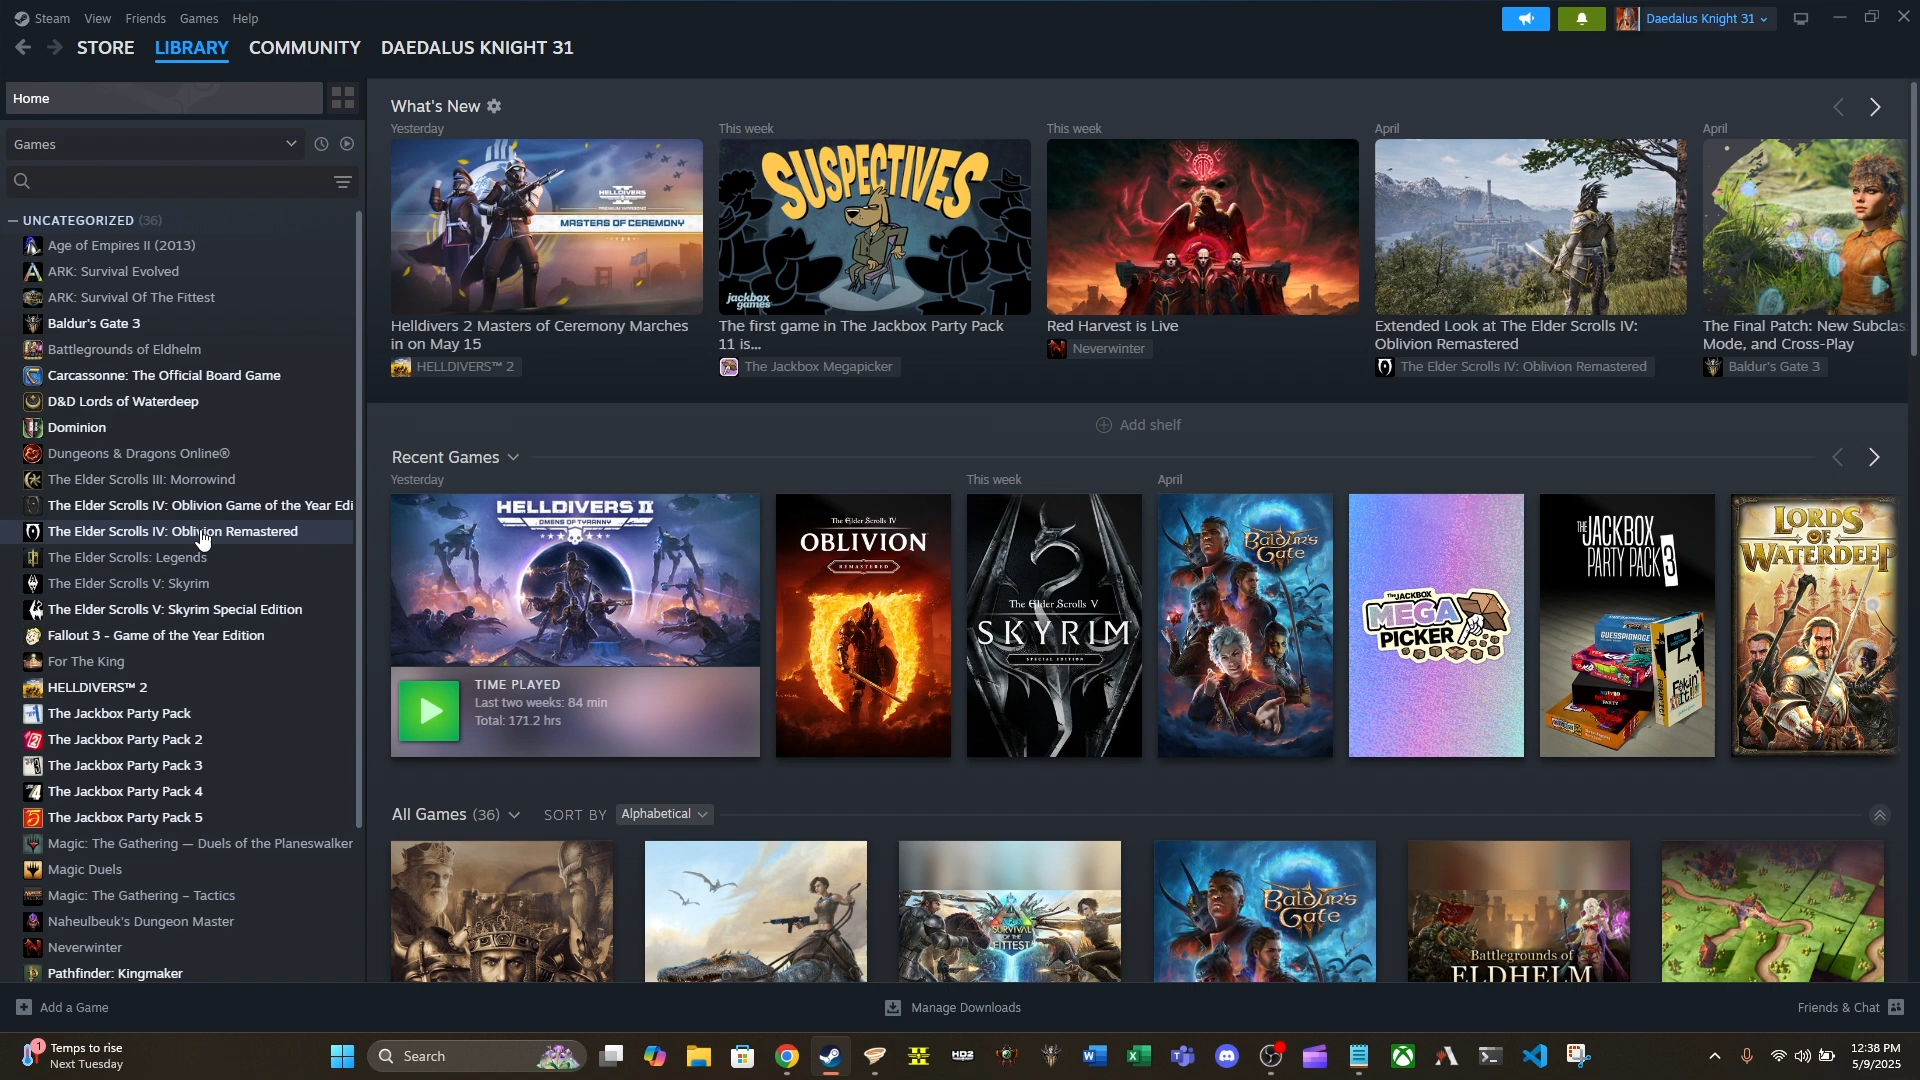 Steam View Friends Games Help
Daedalus Knight 31
STORE LIBRARY COMMUNITY DAEDALUS KNIGHT 31
Home
Games
UNCATEGORIZED (36)
Age of Empires II (2013)
ARK: Survival Evolved
ARK: Survival Of The Fittest
Baldur's Gate 3
Battlegrounds of Eldhelm
Carcassonne: The Official Board Game
D&D Lords of Waterdeep
Dominion
Dungeons & Dragons Online®
The Elder Scrolls III: Morrowind
The Elder Scrolls IV: Oblivion Game of the Year Edi
The Elder Scrolls IV: Oblivion Remastered
The Elder Scrolls: Legends
The Elder Scrolls V: Skyrim
The Elder Scrolls V: Skyrim Special Edition
Fallout 3 - Game of the Year Edition
For The King
HELLDIVERS™ 2
The Jackbox Party Pack
The Jackbox Party Pack 2
The Jackbox Party Pack 3
The Jackbox Party Pack 4
The Jackbox Party Pack 5
Magic: The Gathering — Duels of the Planeswalker
Magic Duels
Magic: The Gathering – Tactics
Naheulbeuk's Dungeon Master
Neverwinter
Pathfinder: Kingmaker
Add a Game
What's New
Yesterday
HELLDIVERS
MASTERS OF CEREMONY
Helldivers 2 Masters of Ceremony Marches
in on May 15
HELLDIVERS™ 2
This week
SUSPECTIVES
jackbox
games
The first game in The Jackbox Party Pack
11 is...
The Jackbox Megapicker
This week
Red Harvest is Live
Neverwinter
April
Extended Look at The Elder Scrolls IV:
Oblivion Remastered
The Elder Scrolls IV: Oblivion Remastered
April
The Final Patch: New Subclas
Mode, and Cross-Play
Baldur's Gate 3
Add shelf
Recent Games
Yesterday
HELLDIVERS II
OMENS OF TYRANNY
TIME PLAYED
Last two weeks: 84 min
Total: 171.2 hrs
The Elder Scrolls IV
OBLIVION
REMASTERED
This week
The Elder Scrolls V
SKYRIM
SPECIAL EDITION
April
Baldur's
Gate
THE JACKBOX
MEGA
PICKER
THE JACKBOX
PARTY PACK 3
GUESSPIONAGE
FAKIN' IT!
LORDS
OF
WATERDEEP
All Games (36) SORT BY Alphabetical
ARK
SURVIVAL
OF THE
FITTEST
Baldur's
Gate
Battlegrounds of
ELDHELM
Manage Downloads
Friends & Chat
1
Temps to rise
Next Tuesday
Search
HD2
12:38 PM
5/9/2025